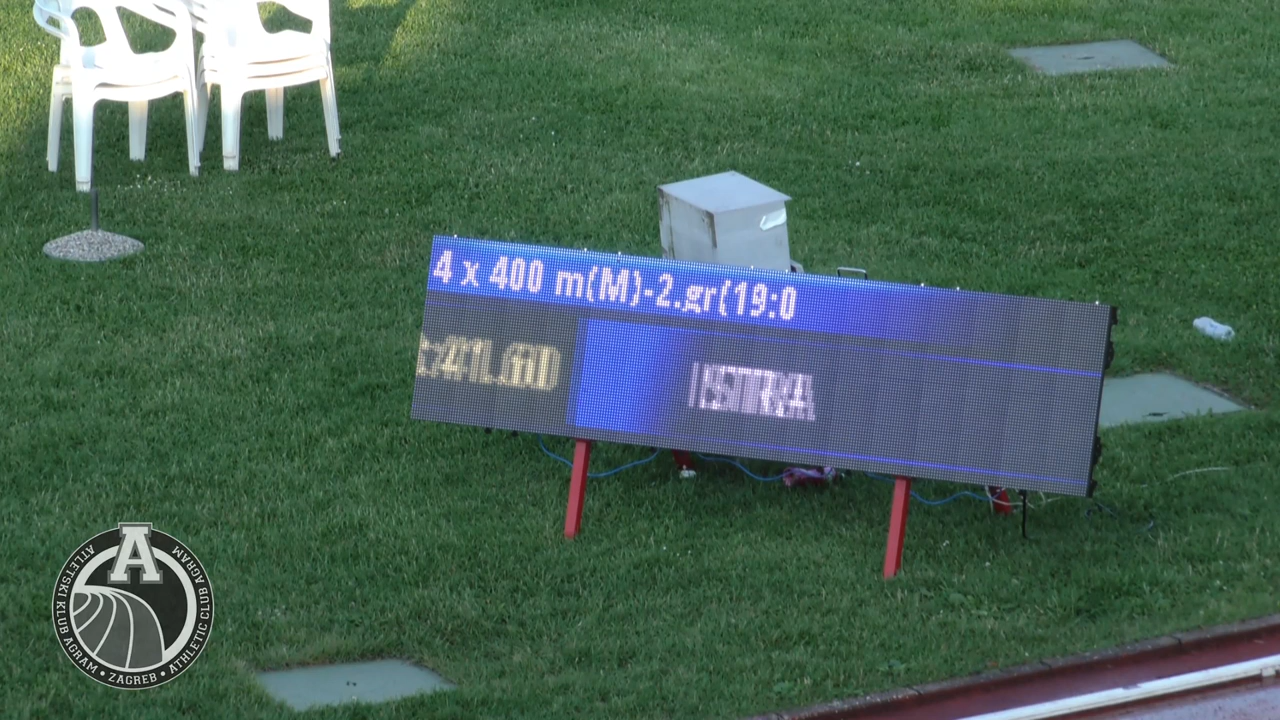 4 x 400 m(M)-2.gr(19:0
ISTRA
A
ATLETSKI KLUB AGRAM • ZAGREB • ATHLETIC CLUB AGRAM